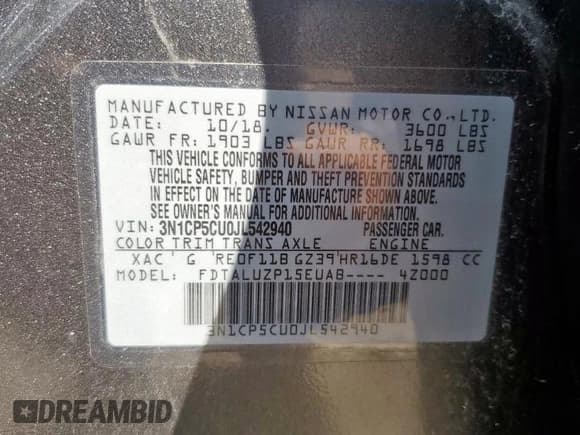 MANUFACTURED BY NISSAN MOTOR CO., LTD.
DATE: 10/18. GVWR: 3600 LBS
GAWR FR: 1903 LBS GAWR RR: 1698 LBS
THIS VEHICLE CONFORMS TO ALL APPLICABLE FEDERAL MOTOR
VEHICLE SAFETY, BUMPER AND THEFT PREVENTION STANDARDS
IN EFFECT ON THE DATE OF MANUFACTURE SHOWN ABOVE.
SEE OWNER'S MANUAL FOR ADDITIONAL INFORMATION.
VIN: 3N1CP5CU0JL542940 PASSENGER CAR.
COLOR TRIM TRANS AXLE ENGINE
XAC G RE0F11B GZ39 HR16DE 1598 CC
MODEL: FDTALUZP15EUAB---- 4Z000
3N1CP5CU0JL542940
DREAMBID